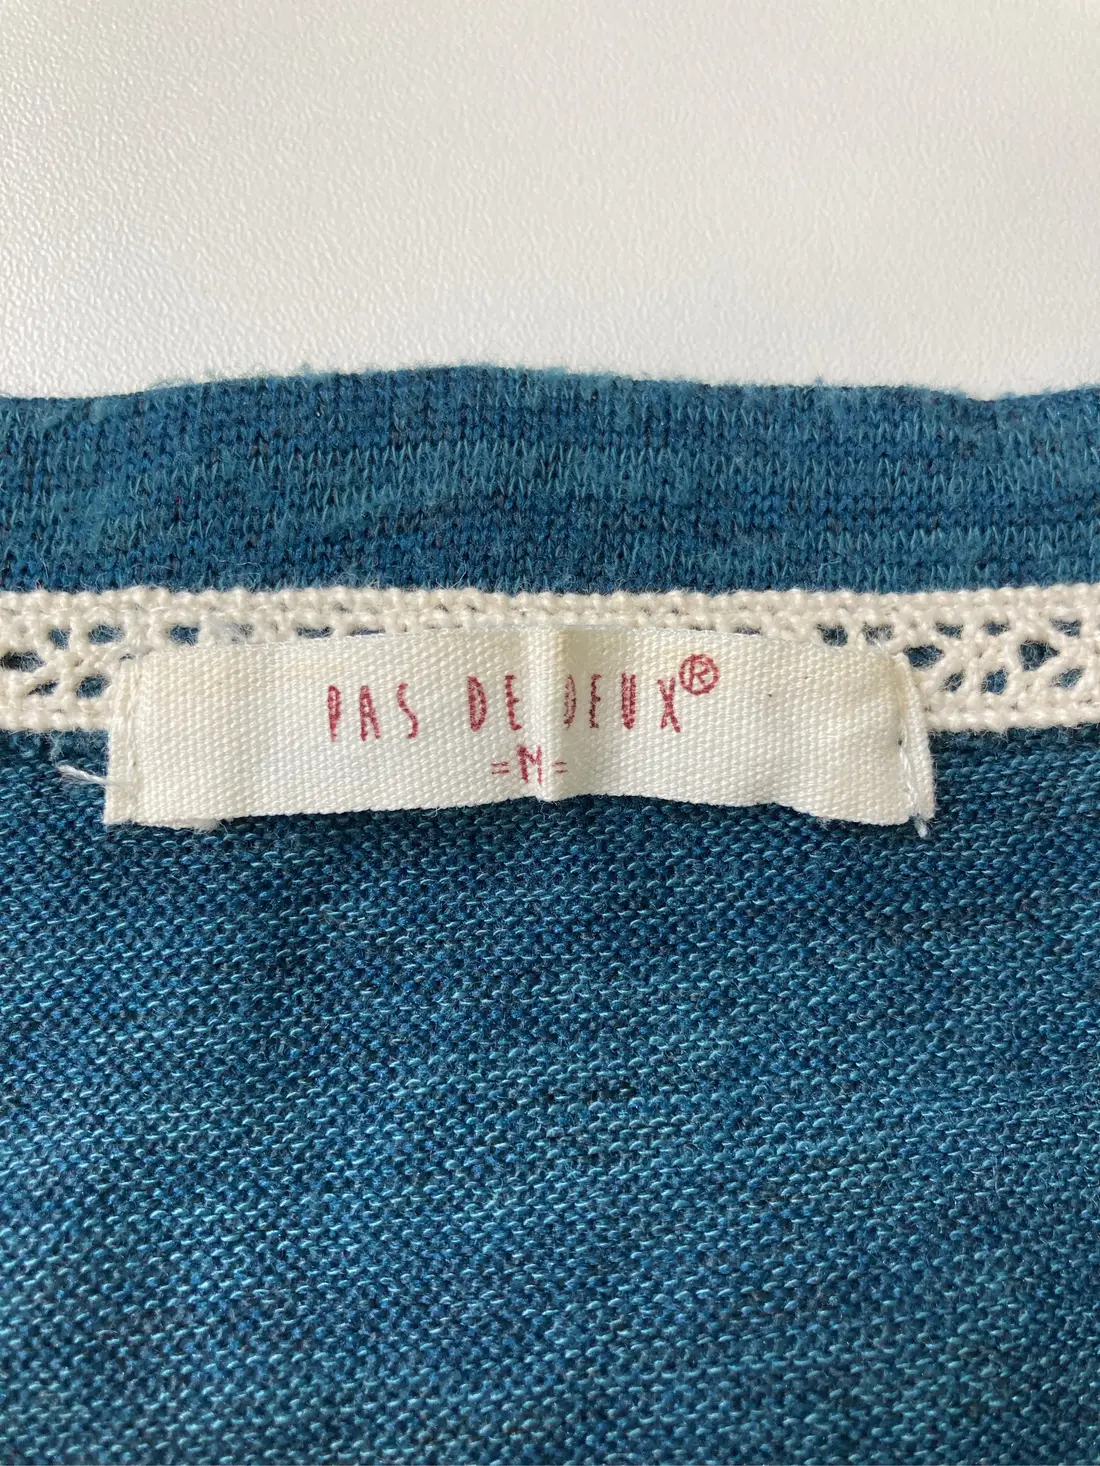 PAS DE DEUX®
=M=